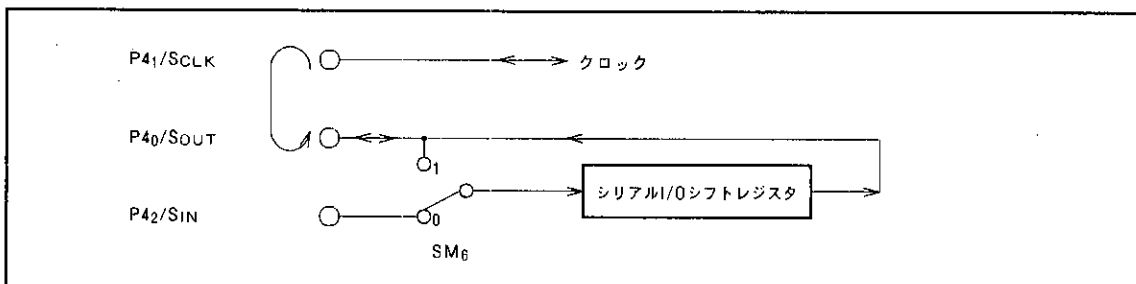 P4₁/SCLK
クロック
P4₀/SOUT
1
シリアルI/Oシフトレジスタ
P4₂/SIN
0
SM₆